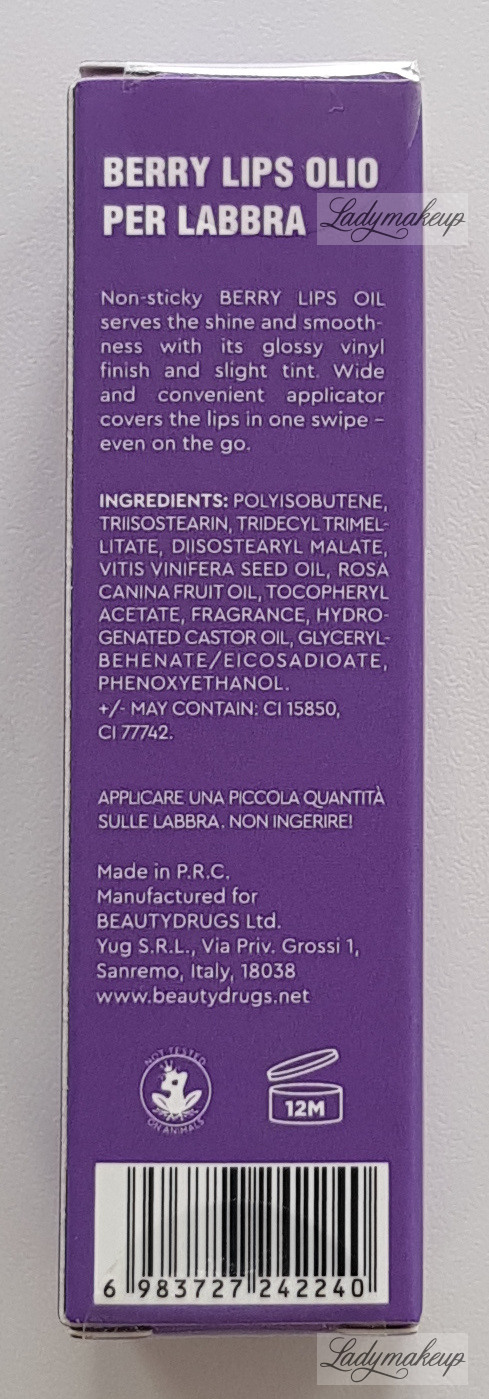 BERRY LIPS OLIO
PER LABBRA
Ladymakeup
Non-sticky BERRY LIPS OIL
serves the shine and smooth-
ness with its glossy vinyl
finish and slight tint. Wide
and convenient applicator
covers the lips in one swipe –
even on the go.
INGREDIENTS: POLYISOBUTENE,
TRIISOSTEARIN, TRIDECYL TRIMEL-
LITATE, DIISOSTEARYL MALATE,
VITIS VINIFERA SEED OIL, ROSA
CANINA FRUIT OIL, TOCOPHERYL
ACETATE, FRAGRANCE, HYDRO-
GENATED CASTOR OIL, GLYCERYL-
BEHENATE/EICOSADIOATE,
PHENOXYETHANOL.
+/- MAY CONTAIN: CI 15850,
CI 77742.
APPLICARE UNA PICCOLA QUANTITÀ
SULLE LABBRA. NON INGERIRE!
Made in P.R.C.
Manufactured for
BEAUTYDRUGS Ltd.
Yug S.R.L., Via Priv. Grossi 1,
Sanremo, Italy, 18038
www.beautydrugs.net
NOT TESTED
ON ANIMALS
12M
6 983727 242240
Ladymakeup